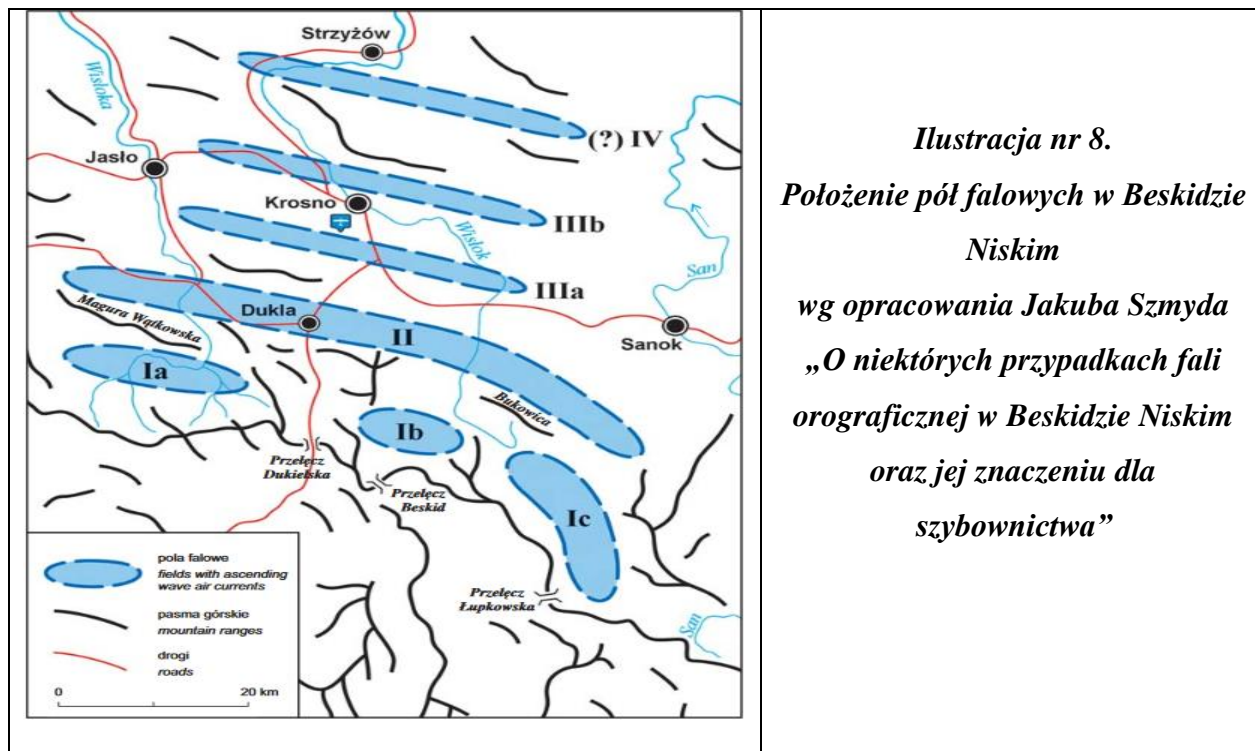 Strzyżów
Wisłoka
(?) IV
Jasło
Krosno
IIIb
Wisłok
San
IIIa
Dukla
Magura Wątkowska
II
Sanok
Ia
Bukowica
Ib
Przełęcz
Dukielska
Przełęcz
Beskid
Ic
Przełęcz
Łupkowska
San
pola falowe
fields with ascending
wave air currents
pasma górskie
mountain ranges
drogi
roads
0 20 km
Ilustracja nr 8.
Położenie pól falowych w Beskidzie
Niskim
wg opracowania Jakuba Szmyda
„O niektórych przypadkach fali
orograficznej w Beskidzie Niskim
oraz jej znaczeniu dla
szybownictwa”